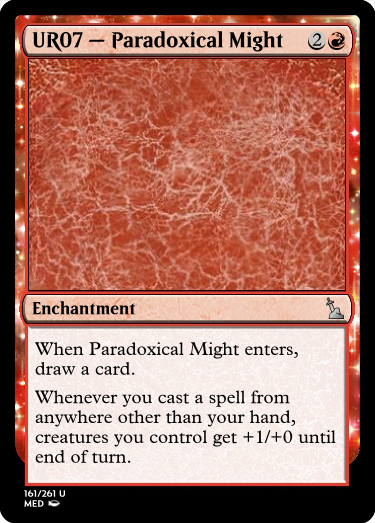 UR07 — Paradoxical Might 2
Enchantment
When Paradoxical Might enters,
draw a card.
Whenever you cast a spell from
anywhere other than your hand,
creatures you control get +1/+0 until
end of turn.
161/261 U
MED